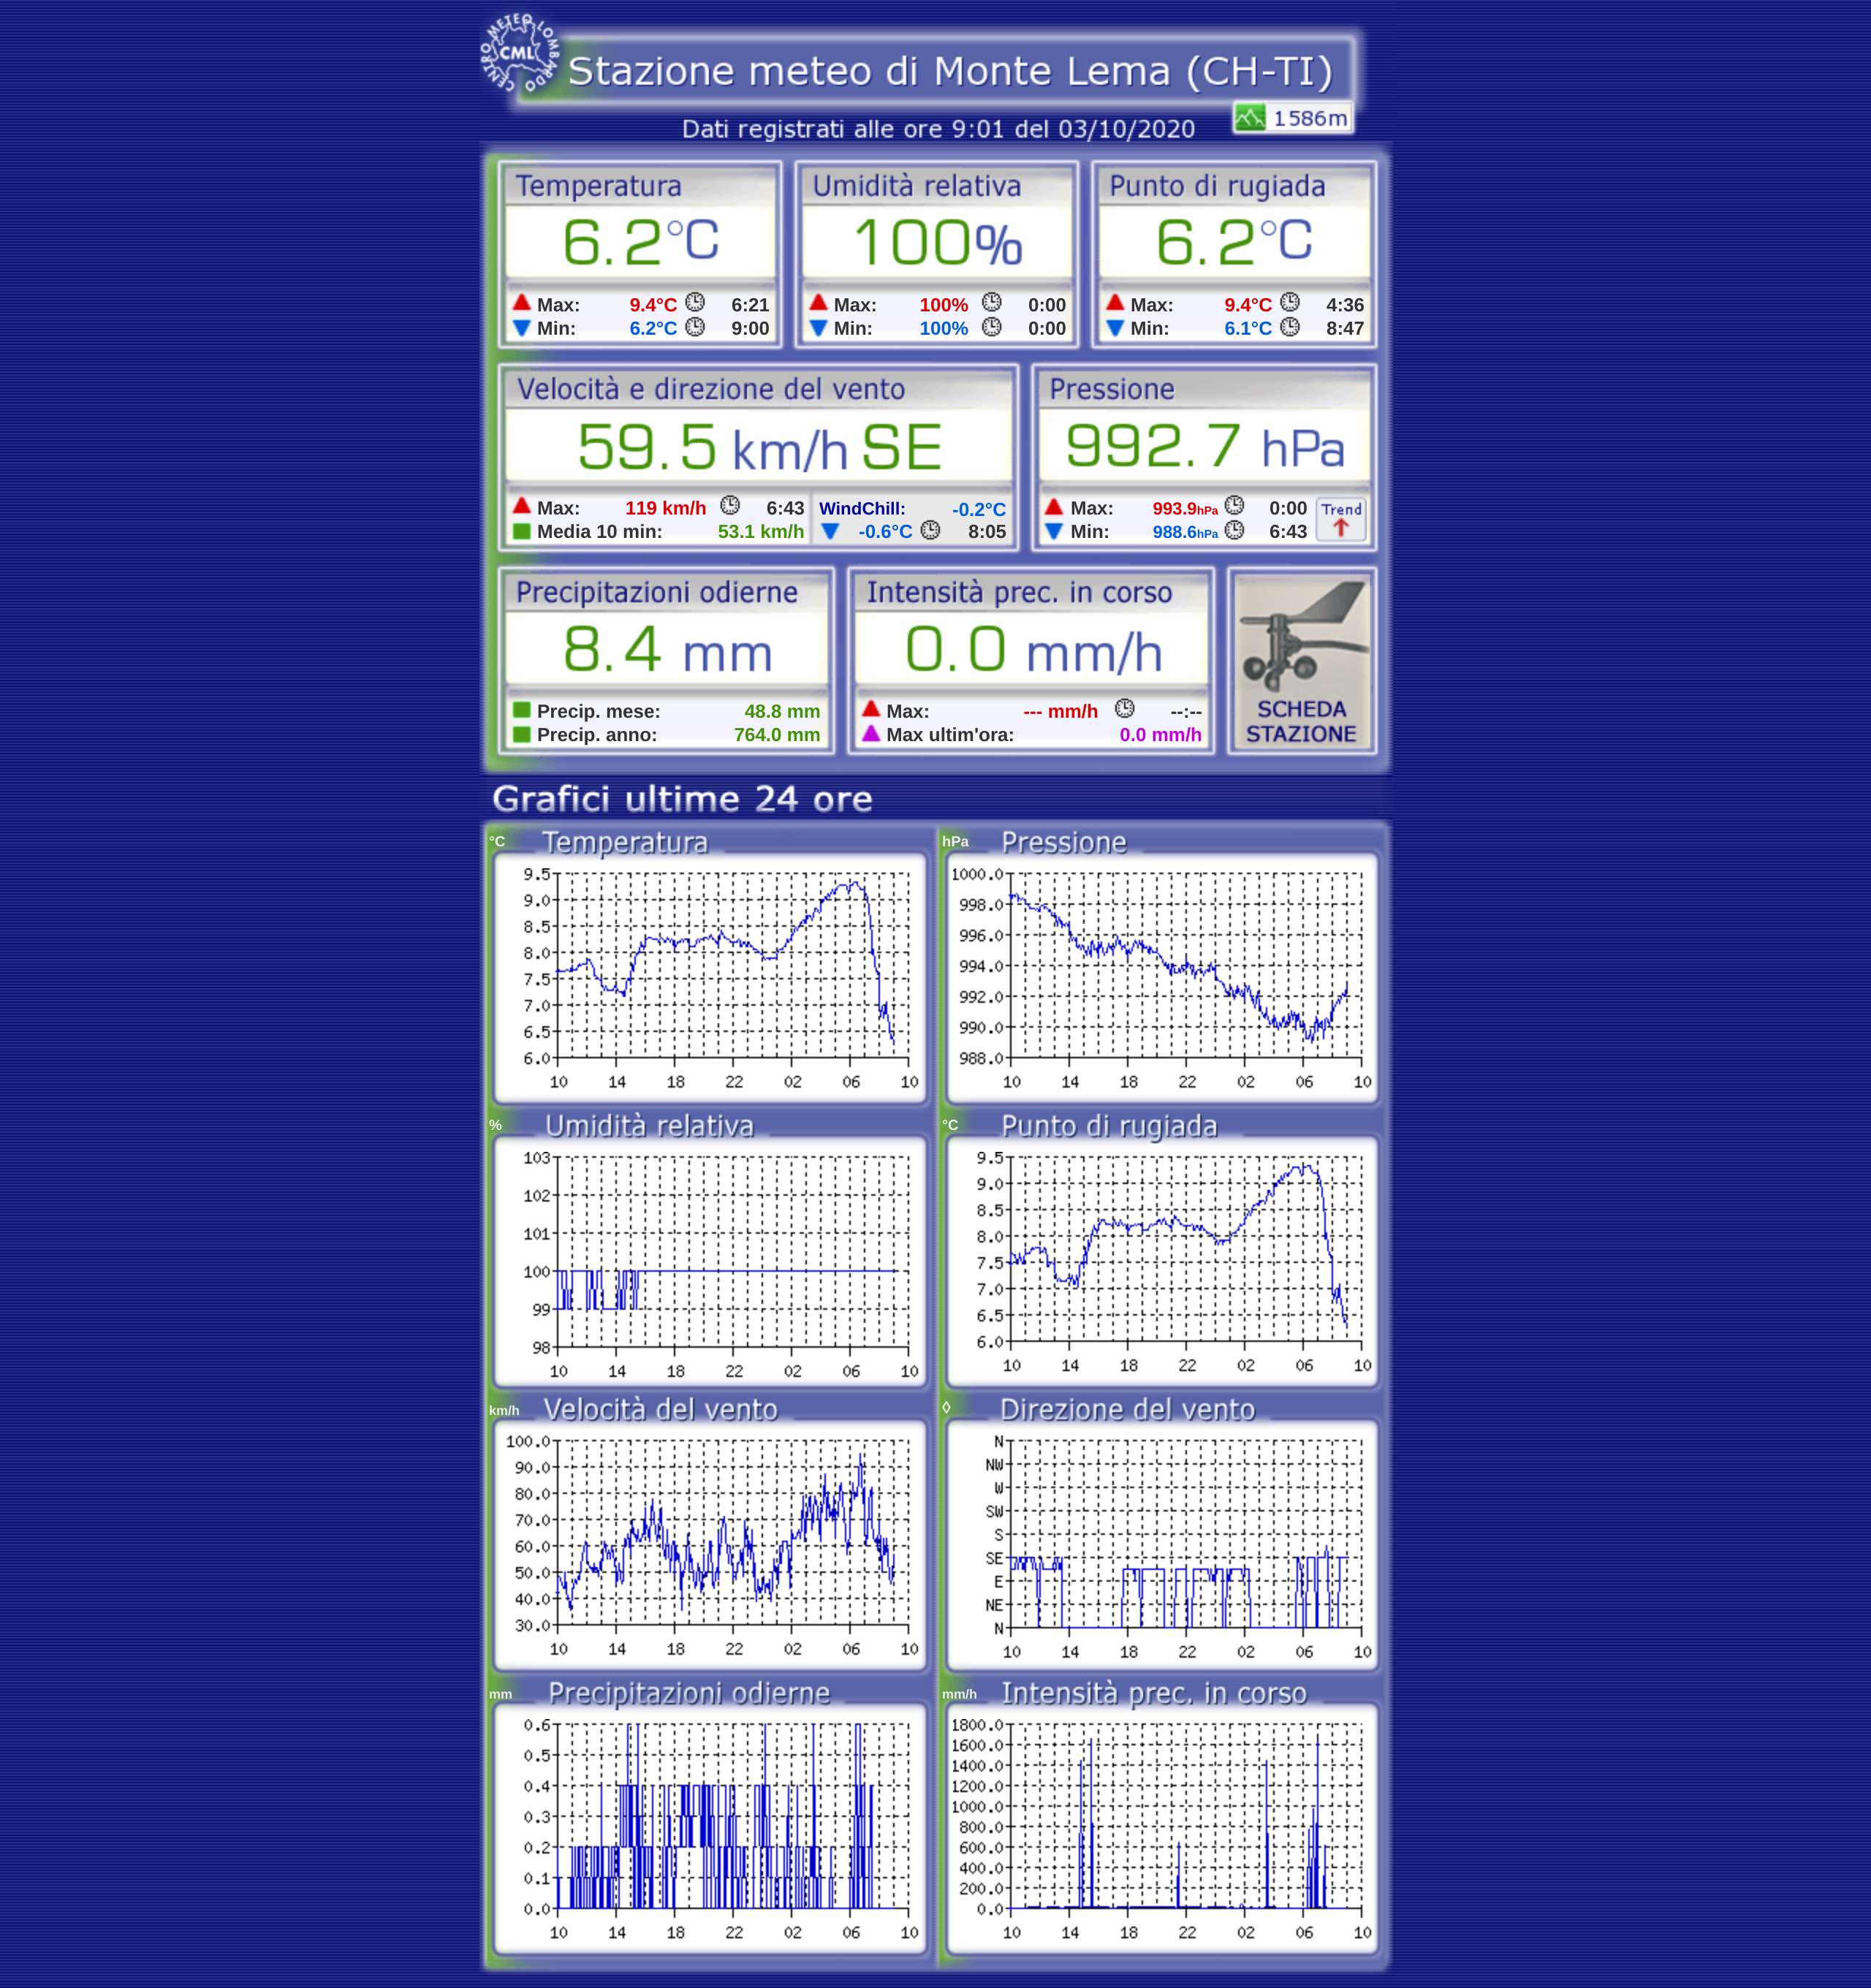 CENTRO METEO LOMBARDO
CML
Stazione meteo di Monte Lema (CH-TI)
1586m
Dati registrati alle ore 9:01 del 03/10/2020
Temperatura Umidità relativa Punto di rugiada
6.2°C 100% 6.2°C
Max: 9.4°C 6:21 Max: 100% 0:00 Max: 9.4°C 4:36
Min: 6.2°C 9:00 Min: 100% 0:00 Min: 6.1°C 8:47
Velocità e direzione del vento Pressione
59.5 km/h SE 992.7 hPa
Max: 119 km/h 6:43 WindChill: -0.2°C Max: 993.9hPa 0:00 Trend
Media 10 min: 53.1 km/h -0.6°C 8:05 Min: 988.6hPa 6:43
Precipitazioni odierne Intensità prec. in corso
8.4 mm 0.0 mm/h
Precip. mese: 48.8 mm Max: --- mm/h --:-- SCHEDA
Precip. anno: 764.0 mm Max ultim'ora: 0.0 mm/h STAZIONE
Grafici ultime 24 ore
°C Temperatura
9.5
9.0
8.5
8.0
7.5
7.0
6.5
6.0
10 14 18 22 02 06 10
hPa Pressione
1000.0
998.0
996.0
994.0
992.0
990.0
988.0
10 14 18 22 02 06 10
% Umidità relativa
103
102
101
100
99
98
10 14 18 22 02 06 10
°C Punto di rugiada
9.5
9.0
8.5
8.0
7.5
7.0
6.5
6.0
10 14 18 22 02 06 10
km/h Velocità del vento
100.0
90.0
80.0
70.0
60.0
50.0
40.0
30.0
10 14 18 22 02 06 10
◊ Direzione del vento
N
NW
W
SW
S
SE
E
NE
N
10 14 18 22 02 06 10
mm Precipitazioni odierne
0.6
0.5
0.4
0.3
0.2
0.1
0.0
10 14 18 22 02 06 10
mm/h Intensità prec. in corso
1800.0
1600.0
1400.0
1200.0
1000.0
800.0
600.0
400.0
200.0
0.0
10 14 18 22 02 06 10